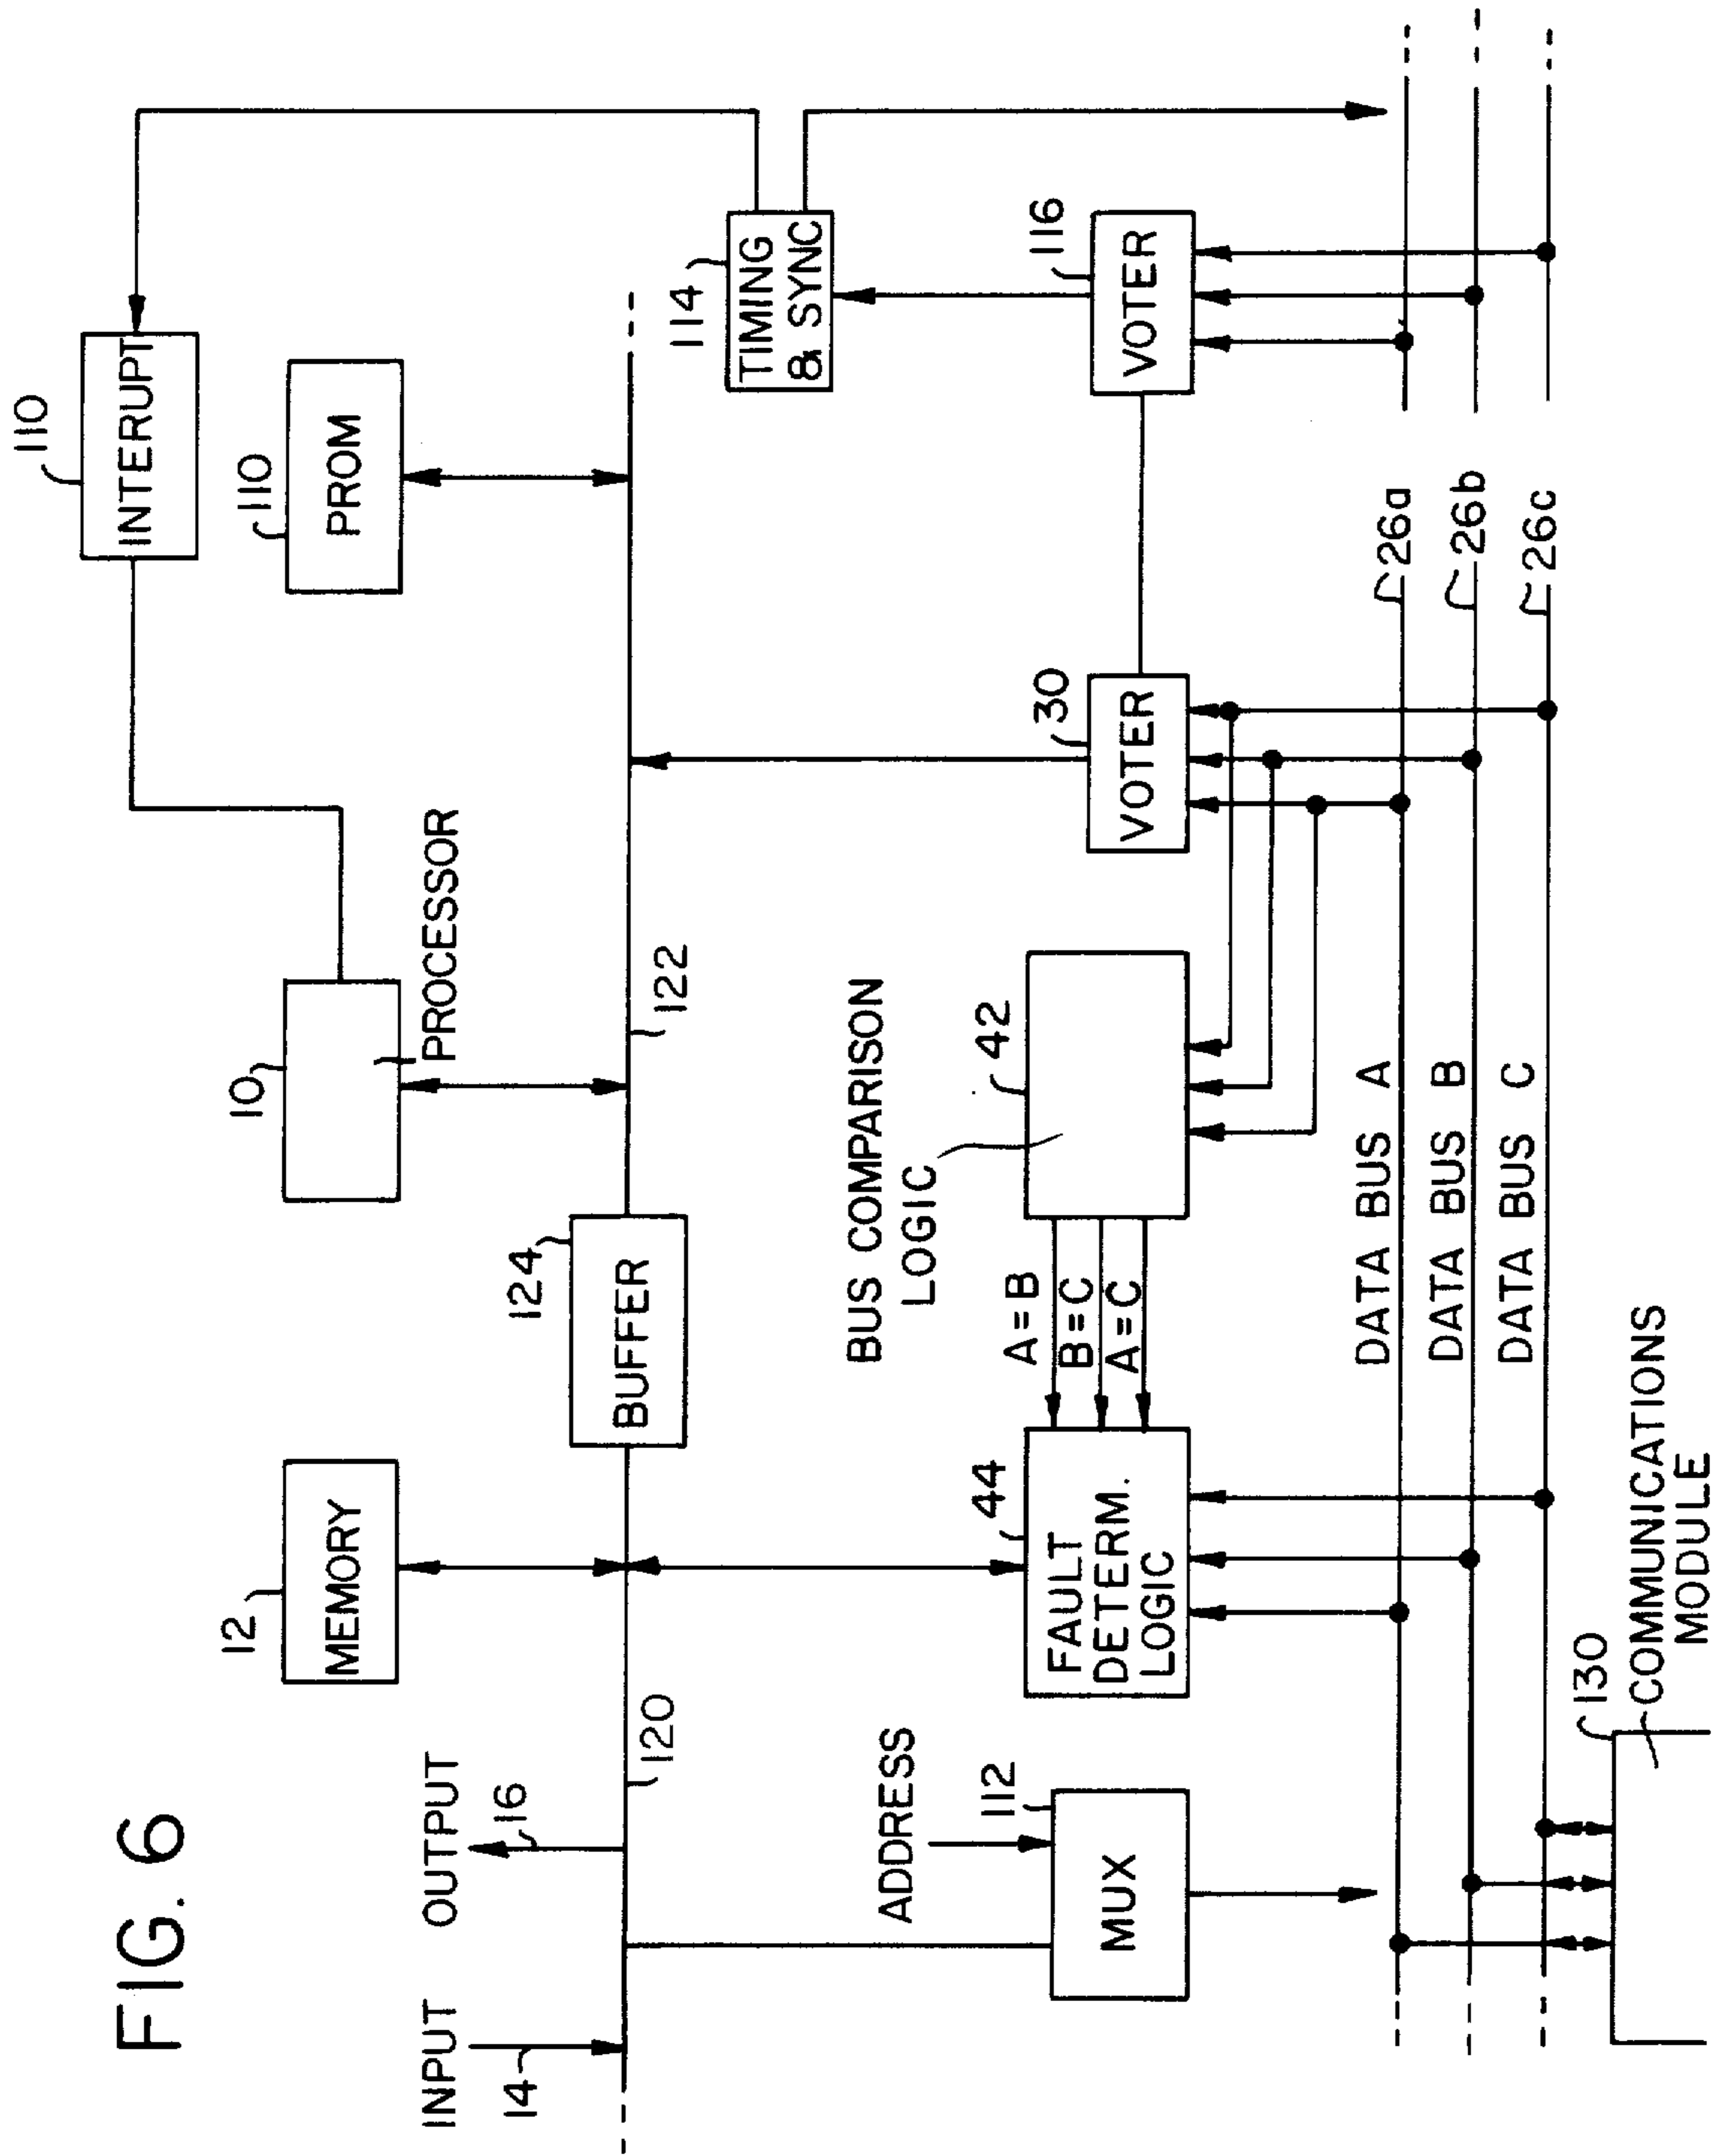 FIG. 6
INPUT
14
OUTPUT
16
120
12
MEMORY
124
BUFFER
10
PROCESSOR
122
110
INTERRUPT
110
PROM
114
TIMING
& SYNC
116
VOTER
30
VOTER
BUS COMPARISON
LOGIC
42
A=B
B=C
A=C
44
FAULT
DETERM.
LOGIC
ADDRESS
112
MUX
DATA BUS A
26a
DATA BUS B
26b
DATA BUS C
26c
130
COMMUNICATIONS
MODULE